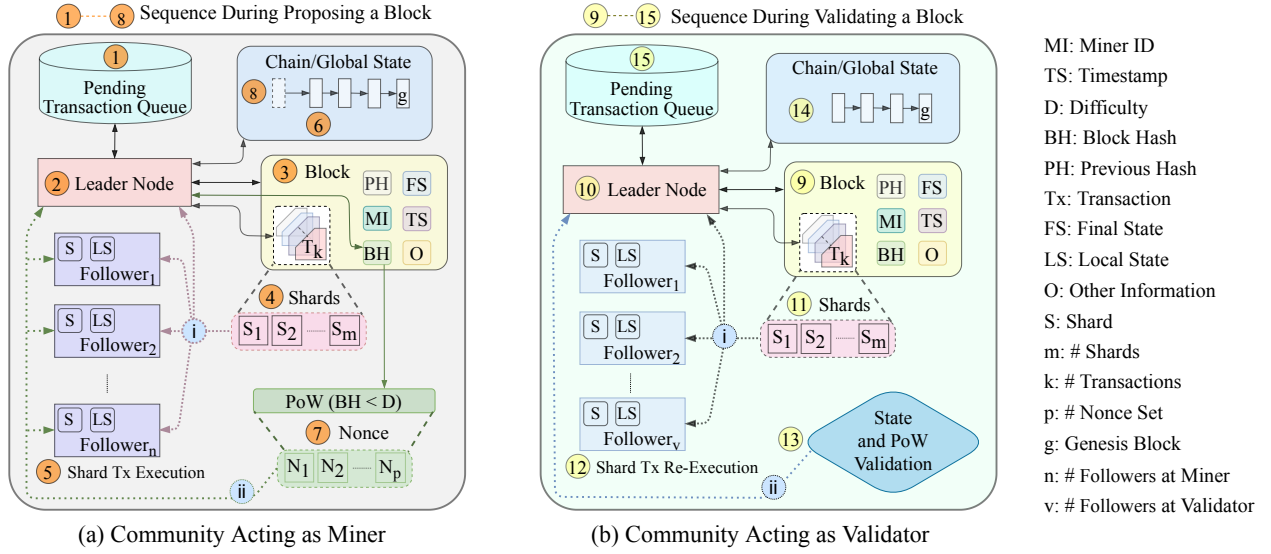 1 8 Sequence During Proposing a Block
1
Pending
Transaction Queue
Chain/Global State
8
g
6
2 Leader Node
3 Block
PH FS
MI TS
BH O
Tk
S LS
Follower1
4 Shards
S1 S2 Sm
i
S LS
Follower2
S LS
Followern
PoW (BH < D)
7 Nonce
N1 N2 Np
5 Shard Tx Execution
ii
(a) Community Acting as Miner
9 15 Sequence During Validating a Block
15
Pending
Transaction Queue
Chain/Global State
14
g
10 Leader Node
9 Block
PH FS
MI TS
BH O
Tk
S LS
Follower1
11 Shards
S1 S2 Sm
i
S LS
Follower2
S LS
Followerv
13
State
and PoW
Validation
12 Shard Tx Re-Execution
ii
(b) Community Acting as Validator
MI: Miner ID
TS: Timestamp
D: Difficulty
BH: Block Hash
PH: Previous Hash
Tx: Transaction
FS: Final State
LS: Local State
O: Other Information
S: Shard
m: # Shards
k: # Transactions
p: # Nonce Set
g: Genesis Block
n: # Followers at Miner
v: # Followers at Validator